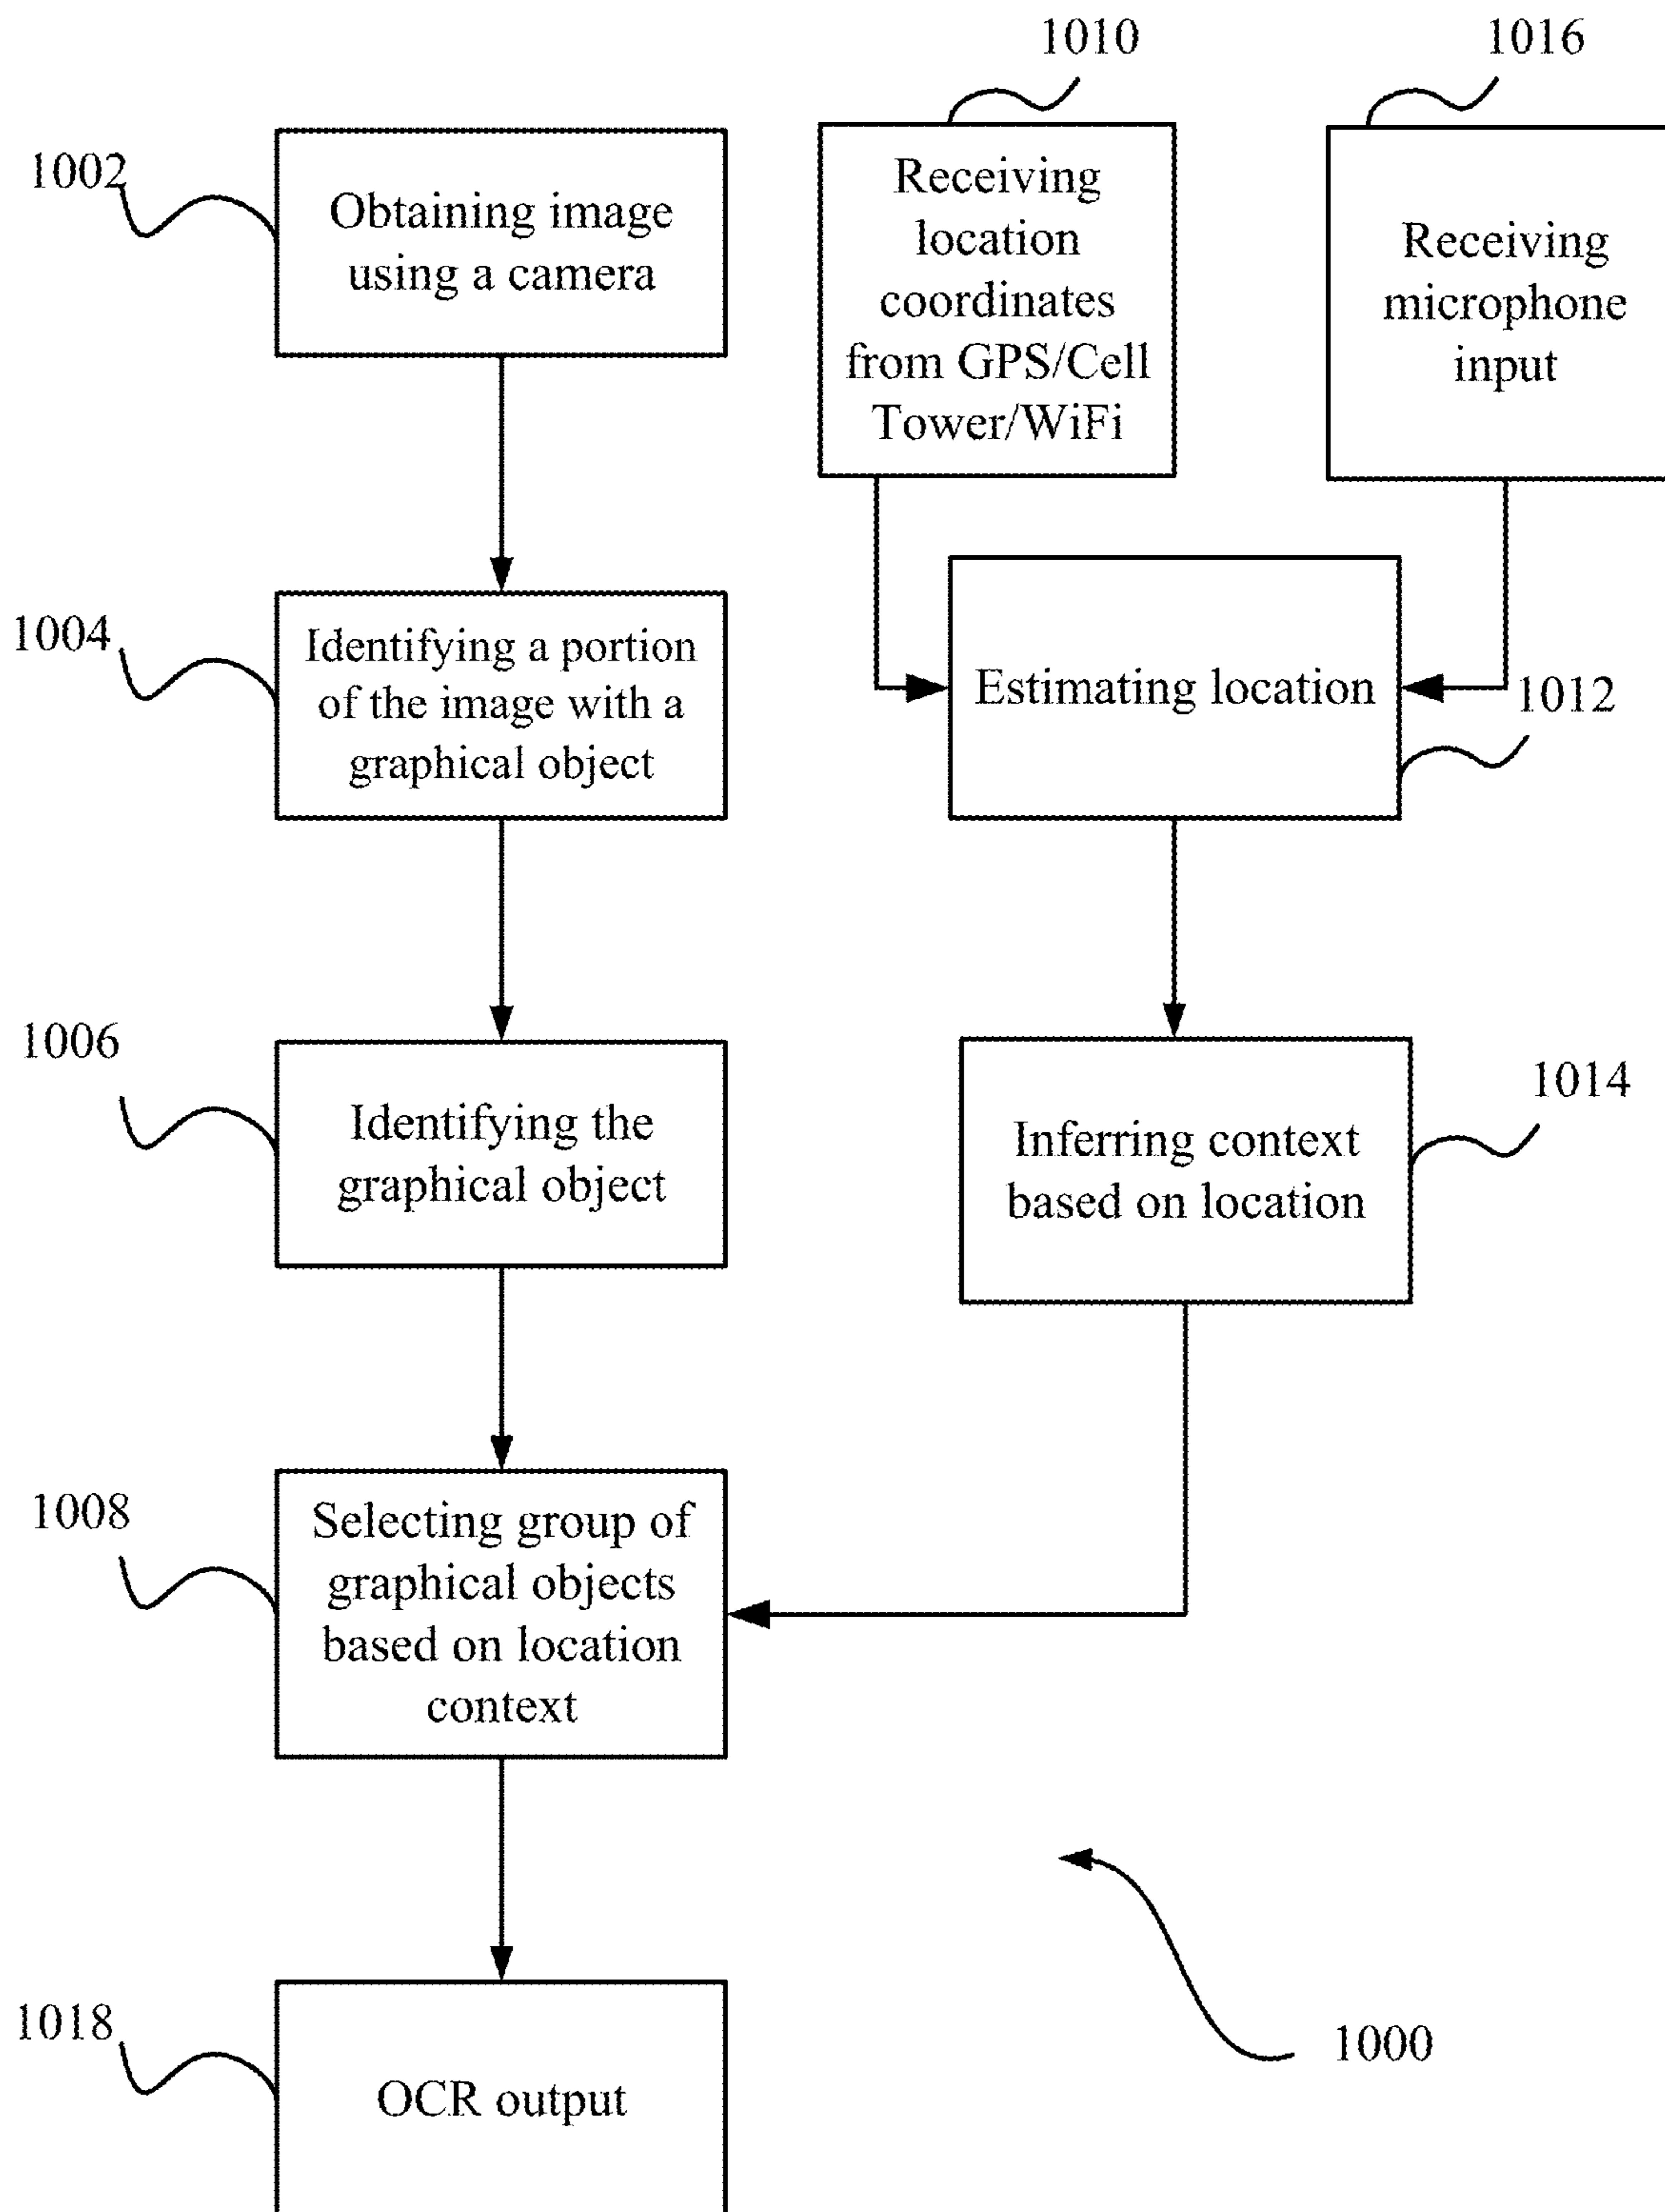 1010
1016
1002
Obtaining image
using a camera
Receiving
location
coordinates
from GPS/Cell
Tower/WiFi
Receiving
microphone
input
1004
Identifying a portion
of the image with a
graphical object
Estimating location
1012
1006
Identifying the
graphical object
Inferring context
based on location
1014
1008
Selecting group of
graphical objects
based on location
context
1018
OCR output
1000